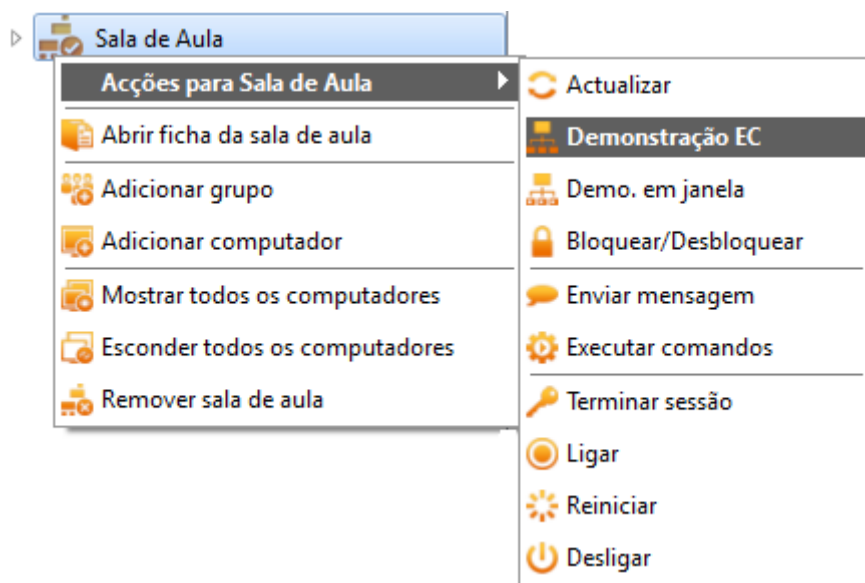 Sala de Aula
Acções para Sala de Aula
Abrir ficha da sala de aula
Adicionar grupo
Adicionar computador
Mostrar todos os computadores
Esconder todos os computadores
Remover sala de aula
Actualizar
Demonstração EC
Demo. em janela
Bloquear/Desbloquear
Enviar mensagem
Executar comandos
Terminar sessão
Ligar
Reiniciar
Desligar